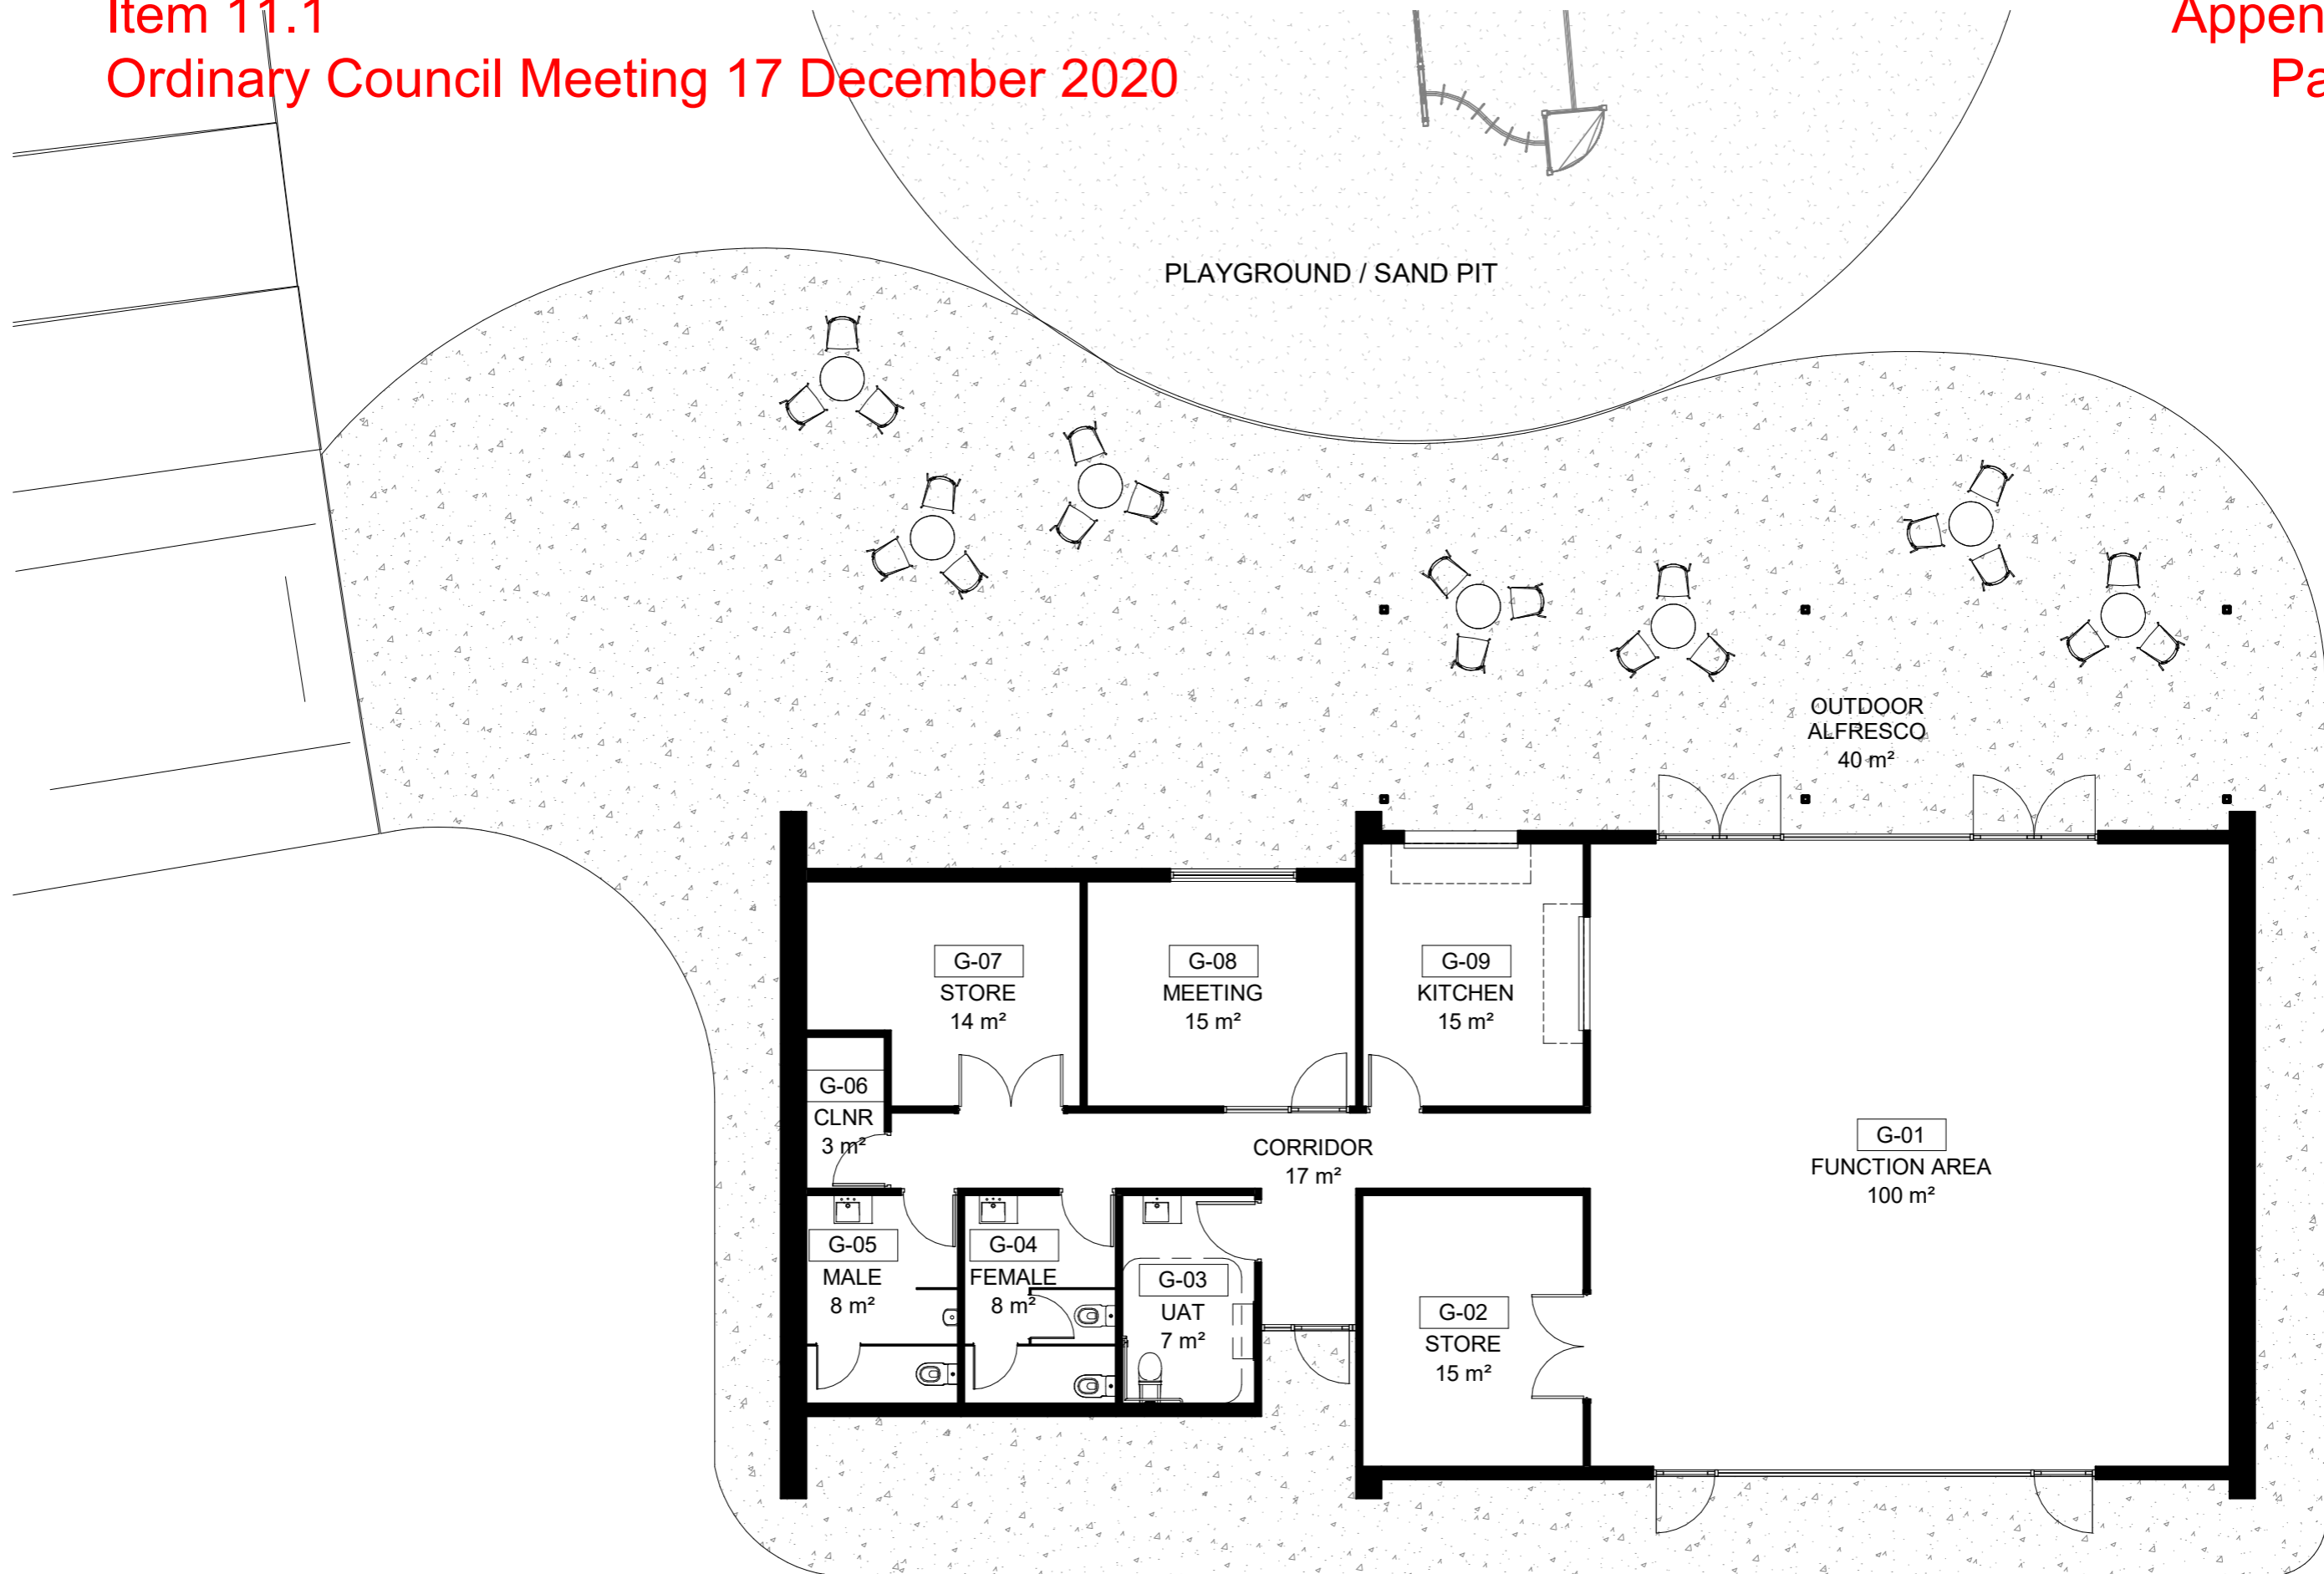 Item 11.1
Ordinary Council Meeting 17 December 2020
PLAYGROUND / SAND PIT
OUTDOOR
ALFRESCO
40 m²
G-07
STORE
14 m²
G-08
MEETING
15 m²
G-09
KITCHEN
15 m²
G-06
CLNR
3 m²
CORRIDOR
17 m²
G-01
FUNCTION AREA
100 m²
G-05
MALE
8 m²
G-04
FEMALE
8 m²
G-03
UAT
7 m²
G-02
STORE
15 m²